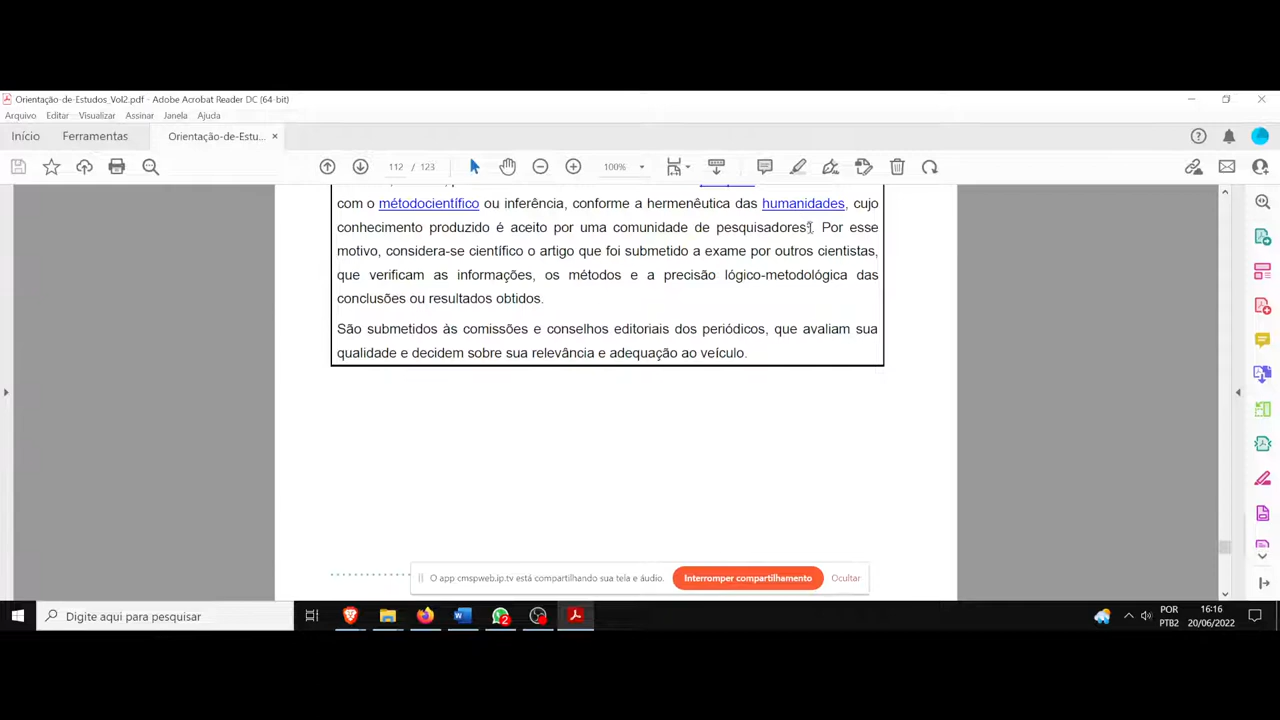 Orientação-de-Estudos_Vol2.pdf - Adobe Acrobat Reader DC (64-bit)
Arquivo Editar Visualizar Assinar Janela Ajuda
Início Ferramentas Orientação-de-Estu... ×
112 / 123 100%
com o métodocientífico ou inferência, conforme a hermenêutica das humanidades, cujo
conhecimento produzido é aceito por uma comunidade de pesquisadores. Por esse
motivo, considera-se científico o artigo que foi submetido a exame por outros cientistas,
que verificam as informações, os métodos e a precisão lógico-metodológica das
conclusões ou resultados obtidos.
São submetidos às comissões e conselhos editoriais dos periódicos, que avaliam sua
qualidade e decidem sobre sua relevância e adequação ao veículo.
O app cmspweb.ip.tv está compartilhando sua tela e áudio. Interromper compartilhamento Ocultar
Digite aqui para pesquisar 2 POR 16:16
PTB2 20/06/2022